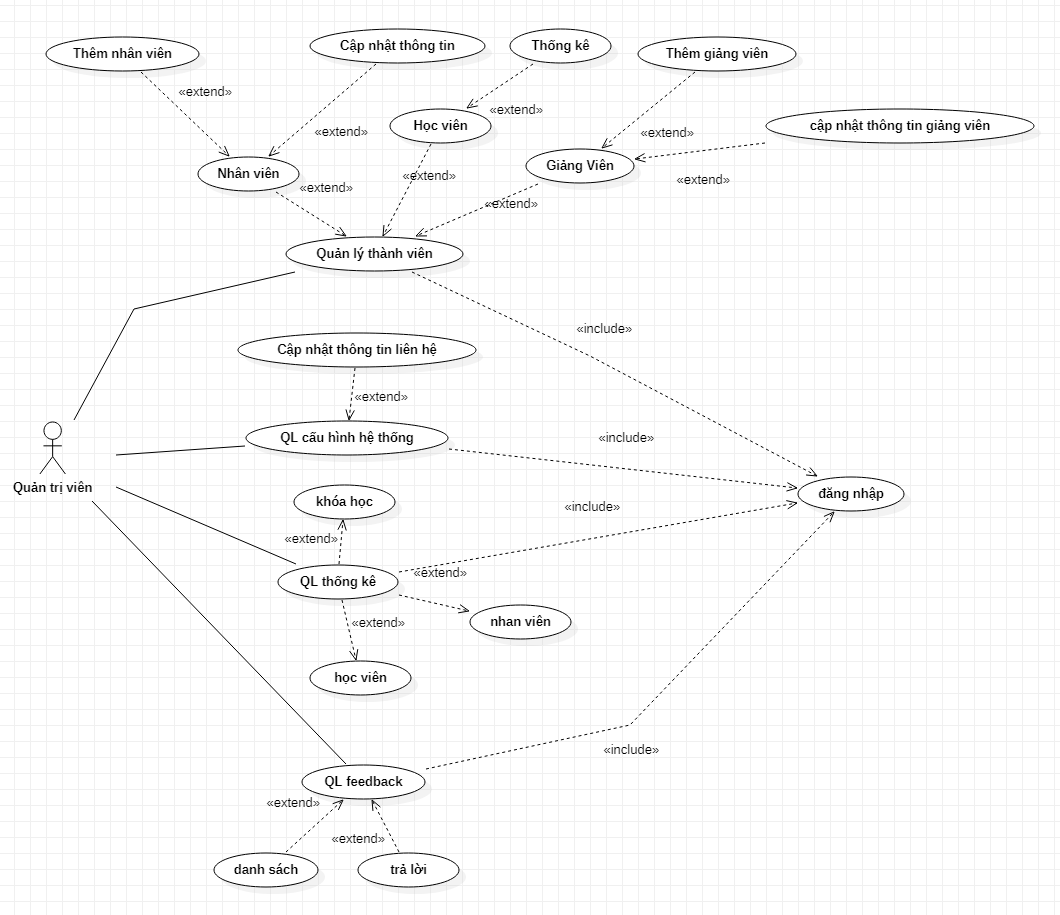 Thêm nhân viên
Cập nhật thông tin
Thống kê
Thêm giảng viên
«extend»
«extend»
Học viên
cập nhật thông tin giảng viên
«extend»
«extend»
Nhân viên
Giảng Viên
«extend»
«extend»
«extend»
«extend»
Quản lý thành viên
«include»
Cập nhật thông tin liên hệ
«extend»
QL cấu hình hệ thống
«include»
Quản trị viên
đăng nhập
khóa học
«include»
«extend»
QL thống kê
«extend»
nhan viên
«extend»
học viên
«include»
QL feedback
«extend»
«extend»
danh sách
trả lời